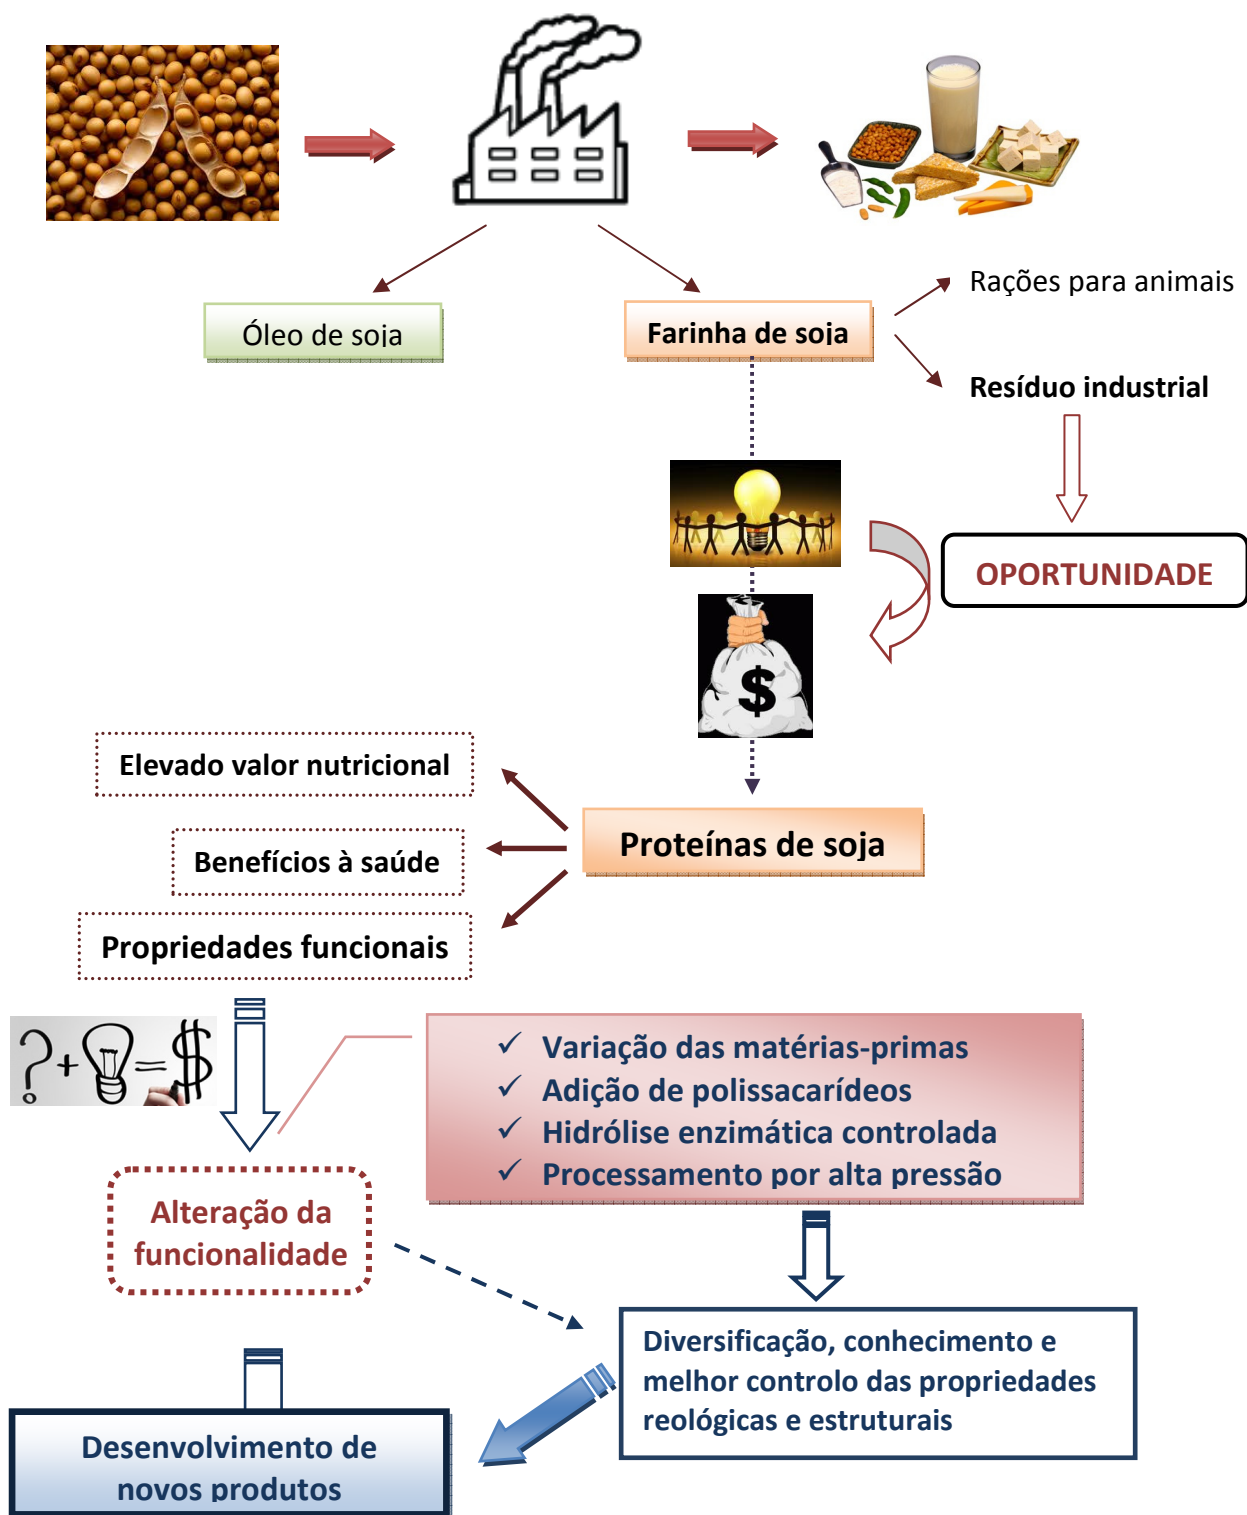 Óleo de soja
Farinha de soja
Rações para animais
Resíduo industrial
OPORTUNIDADE
$
Elevado valor nutricional
Proteínas de soja
Benefícios à saúde
Propriedades funcionais
? + = $
✓ Variação das matérias-primas
✓ Adição de polissacarídeos
✓ Hidrólise enzimática controlada
✓ Processamento por alta pressão
Alteração da
funcionalidade
Diversificação, conhecimento e
melhor controlo das propriedades
reológicas e estruturais
Desenvolvimento de
novos produtos